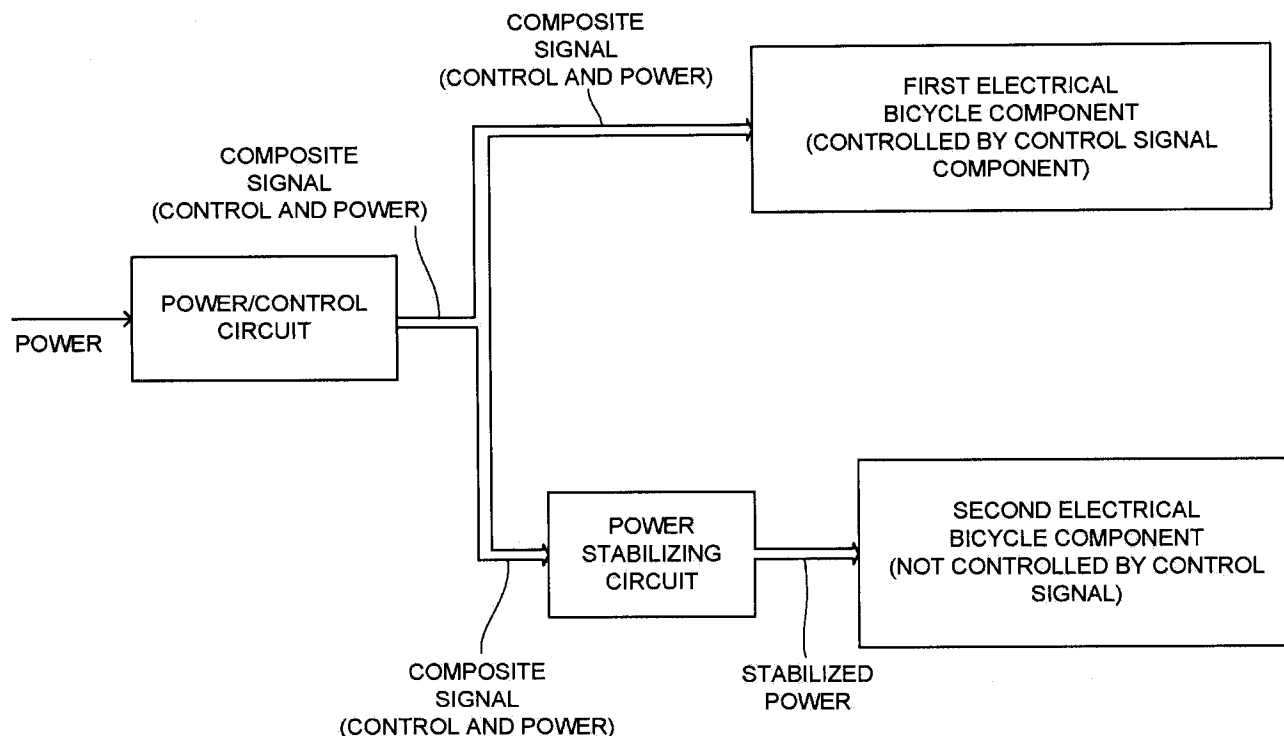 COMPOSITE
SIGNAL
(CONTROL AND POWER)
FIRST ELECTRICAL
BICYCLE COMPONENT
(CONTROLLED BY CONTROL SIGNAL
COMPONENT)
COMPOSITE
SIGNAL
(CONTROL AND POWER)
POWER/CONTROL
CIRCUIT
POWER
POWER
STABILIZING
CIRCUIT
SECOND ELECTRICAL
BICYCLE COMPONENT
(NOT CONTROLLED BY CONTROL
SIGNAL)
COMPOSITE
SIGNAL
(CONTROL AND POWER)
STABILIZED
POWER